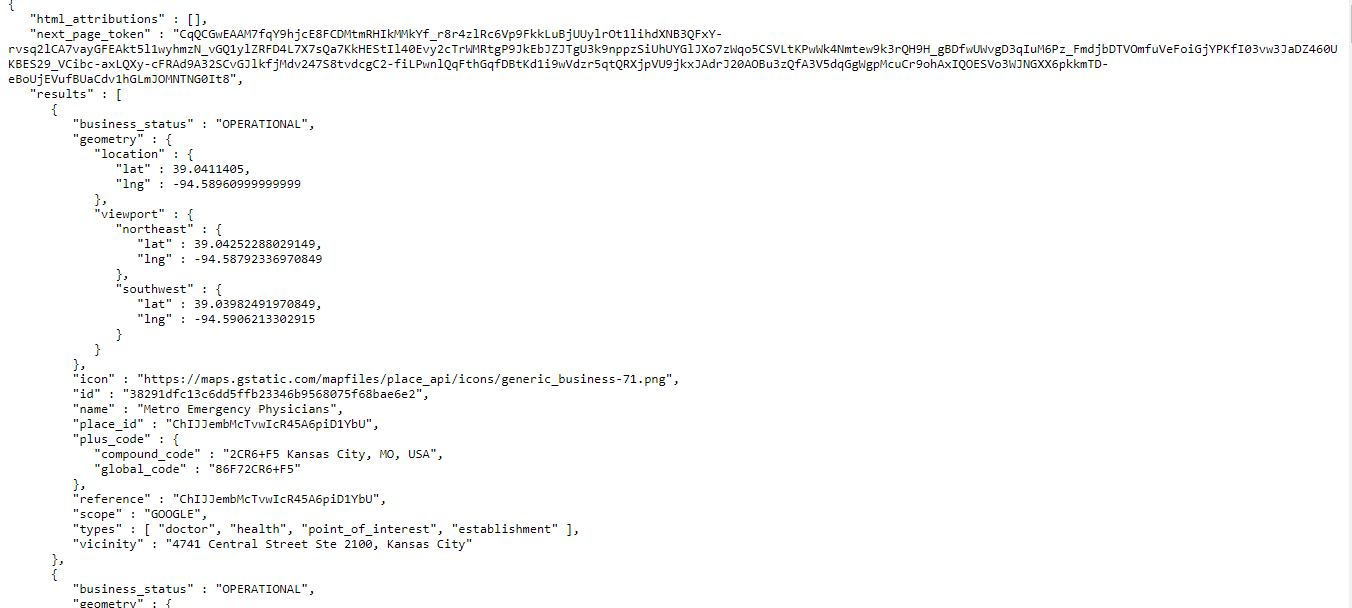 {
"html_attributions" : [],
"next_page_token" : "CqQCGwEAAM7fqY9hjcE8FCDMtmRHIkMMkYf_r8r4zlRc6Vp9FkkLuBjUUylrOt1lihdXNB3QFxY-
rvsq2lCA7vayGFEAkt5l1wyhmzN_vGQ1ylZRFD4L7X7sQa7KkHEStIl40Evy2cTrWMRtgP9JkEbJZJTgU3k9nppzSiUhUYGlJXo7zWqo5CSVLtKPwWk4Nmtew9k3rQH9H_gBDfwUWvgD3qIuM6Pz_FmdjbDTVOmfuVeFoiGjYPKfI03vw3JaDZ460U
KBES29_VCibc-axLQXy-cFRAd9A32SCvGJlkfjMdv247S8tvdcgC2-fiLPwnlQqFthGqfDBtKd1i9wVdzr5qtQRXjpVU9jkxJAdrJ20AOBu3zQfA3V5dqGgWgpMcuCr9ohAxIQOESVo3WJNGXX6pkkmTD-
eBoUjEVufBUaCdv1hGLmJOMNTNG0It8",
"results" : [
{
"business_status" : "OPERATIONAL",
"geometry" : {
"location" : {
"lat" : 39.0411405,
"lng" : -94.58960999999999
},
"viewport" : {
"northeast" : {
"lat" : 39.04252288029149,
"lng" : -94.58792336970849
},
"southwest" : {
"lat" : 39.03982491970849,
"lng" : -94.5906213302915
}
}
},
"icon" : "https://maps.gstatic.com/mapfiles/place_api/icons/generic_business-71.png",
"id" : "38291dfc13c6dd5ffb23346b9568075f68bae6e2",
"name" : "Metro Emergency Physicians",
"place_id" : "ChIJJembMcTvwIcR45A6piD1YbU",
"plus_code" : {
"compound_code" : "2CR6+F5 Kansas City, MO, USA",
"global_code" : "86F72CR6+F5"
},
"reference" : "ChIJJembMcTvwIcR45A6piD1YbU",
"scope" : "GOOGLE",
"types" : [ "doctor", "health", "point_of_interest", "establishment" ],
"vicinity" : "4741 Central Street Ste 2100, Kansas City"
},
{
"business_status" : "OPERATIONAL",
"geometry" : {